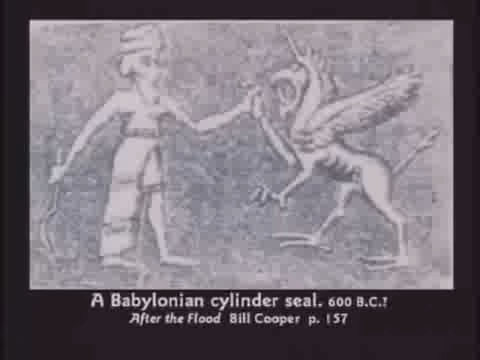 A Babylonian cylinder seal. 600 B.C.?
After the Flood Bill Cooper p. 157